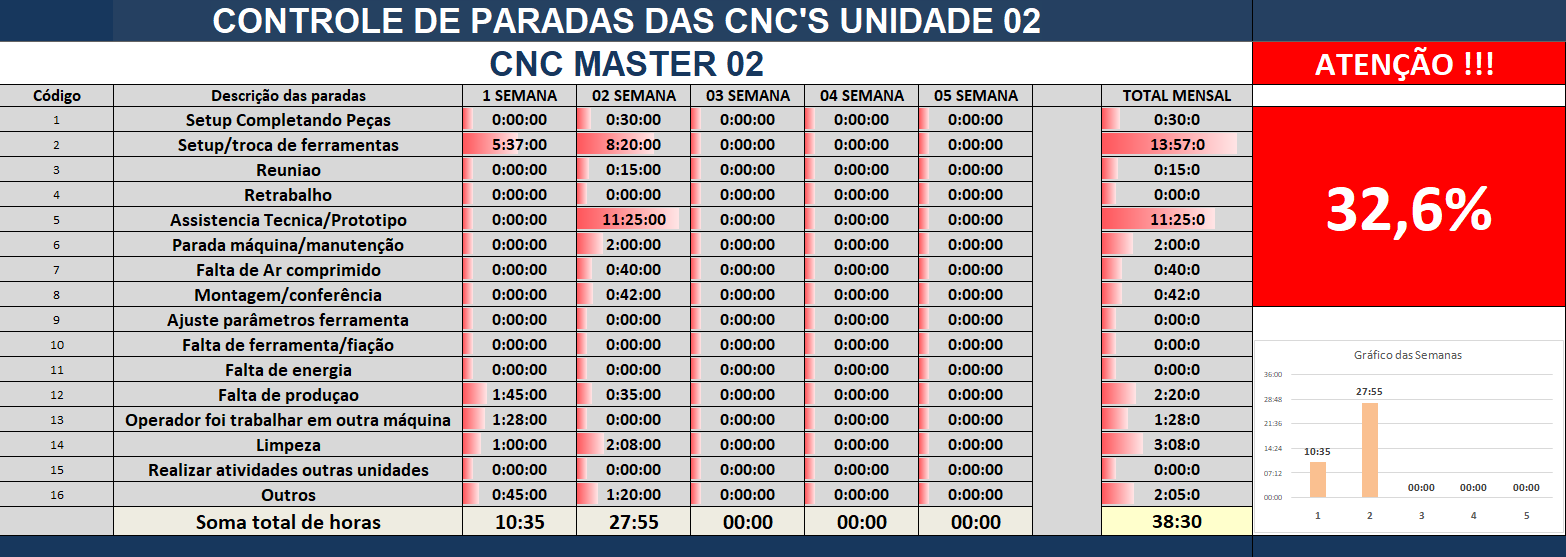 CONTROLE DE PARADAS DAS CNC'S UNIDADE 02
CNC MASTER 02
ATENÇÃO !!!
Código Descrição das paradas 1 SEMANA 02 SEMANA 03 SEMANA 04 SEMANA 05 SEMANA TOTAL MENSAL
1 Setup Completando Peças 0:00:00 0:30:00 0:00:00 0:00:00 0:00:00 0:30:0
2 Setup/troca de ferramentas 5:37:00 8:20:00 0:00:00 0:00:00 0:00:00 13:57:0
3 Reuniao 0:00:00 0:15:00 0:00:00 0:00:00 0:00:00 0:15:0
4 Retrabalho 0:00:00 0:00:00 0:00:00 0:00:00 0:00:00 0:00:0
5 Assistencia Tecnica/Prototipo 0:00:00 11:25:00 0:00:00 0:00:00 0:00:00 11:25:0
6 Parada máquina/manutenção 0:00:00 2:00:00 0:00:00 0:00:00 0:00:00 2:00:0
7 Falta de Ar comprimido 0:00:00 0:40:00 0:00:00 0:00:00 0:00:00 0:40:0
8 Montagem/conferência 0:00:00 0:42:00 0:00:00 0:00:00 0:00:00 0:42:0
9 Ajuste parâmetros ferramenta 0:00:00 0:00:00 0:00:00 0:00:00 0:00:00 0:00:0
10 Falta de ferramenta/fiação 0:00:00 0:00:00 0:00:00 0:00:00 0:00:00 0:00:0
11 Falta de energia 0:00:00 0:00:00 0:00:00 0:00:00 0:00:00 0:00:0
12 Falta de produçao 1:45:00 0:35:00 0:00:00 0:00:00 0:00:00 2:20:0
13 Operador foi trabalhar em outra máquina 1:28:00 0:00:00 0:00:00 0:00:00 0:00:00 1:28:0
14 Limpeza 1:00:00 2:08:00 0:00:00 0:00:00 0:00:00 3:08:0
15 Realizar atividades outras unidades 0:00:00 0:00:00 0:00:00 0:00:00 0:00:00 0:00:0
16 Outros 0:45:00 1:20:00 0:00:00 0:00:00 0:00:00 2:05:0
Soma total de horas 10:35 27:55 00:00 00:00 00:00 38:30
32,6%
Gráfico das Semanas
36:00
28:48
21:36
14:24
07:12
00:00
10:35 27:55 00:00 00:00 00:00
1 2 3 4 5